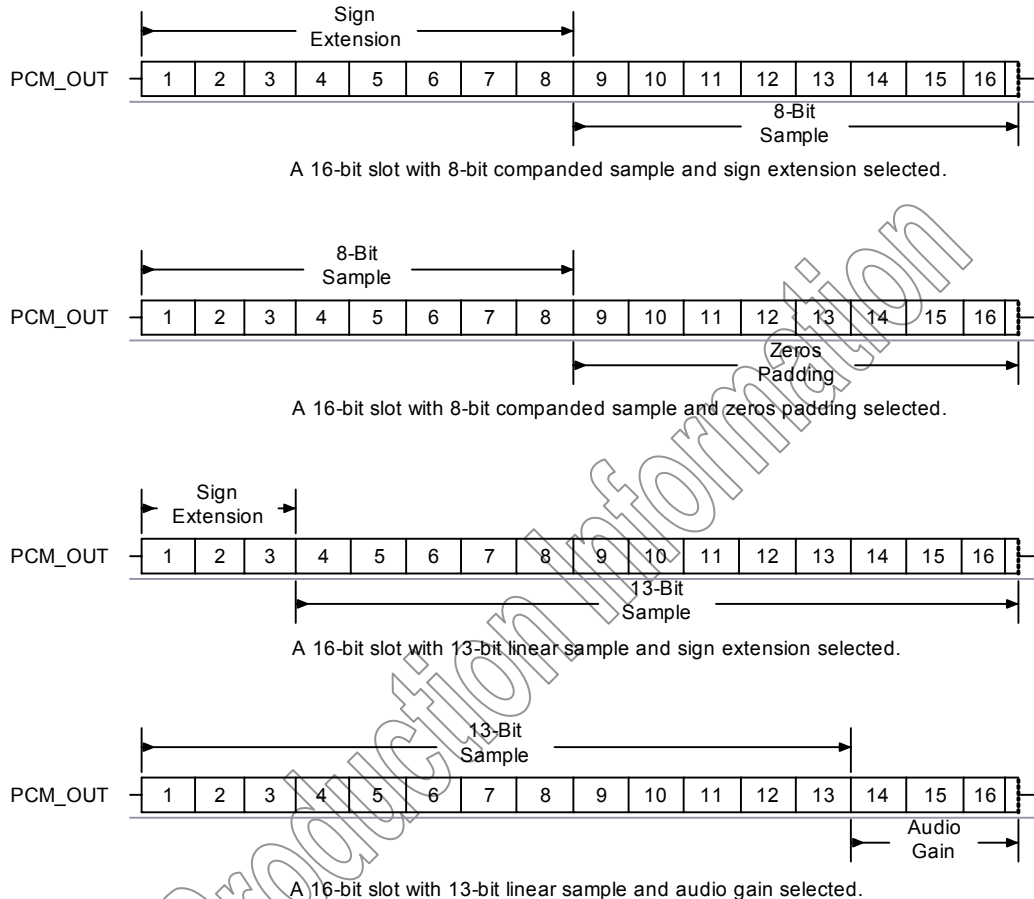 Sign
Extension
PCM_OUT 1 2 3 4 5 6 7 8 9 10 11 12 13 14 15 16
8-Bit
Sample
A 16-bit slot with 8-bit companded sample and sign extension selected.
8-Bit
Sample
PCM_OUT 1 2 3 4 5 6 7 8 9 10 11 12 13 14 15 16
Zeros
Padding
A 16-bit slot with 8-bit companded sample and zeros padding selected.
Sign
Extension
PCM_OUT 1 2 3 4 5 6 7 8 9 10 11 12 13 14 15 16
13-Bit
Sample
A 16-bit slot with 13-bit linear sample and sign extension selected.
13-Bit
Sample
PCM_OUT 1 2 3 4 5 6 7 8 9 10 11 12 13 14 15 16
Audio
Gain
A 16-bit slot with 13-bit linear sample and audio gain selected.
Production Information